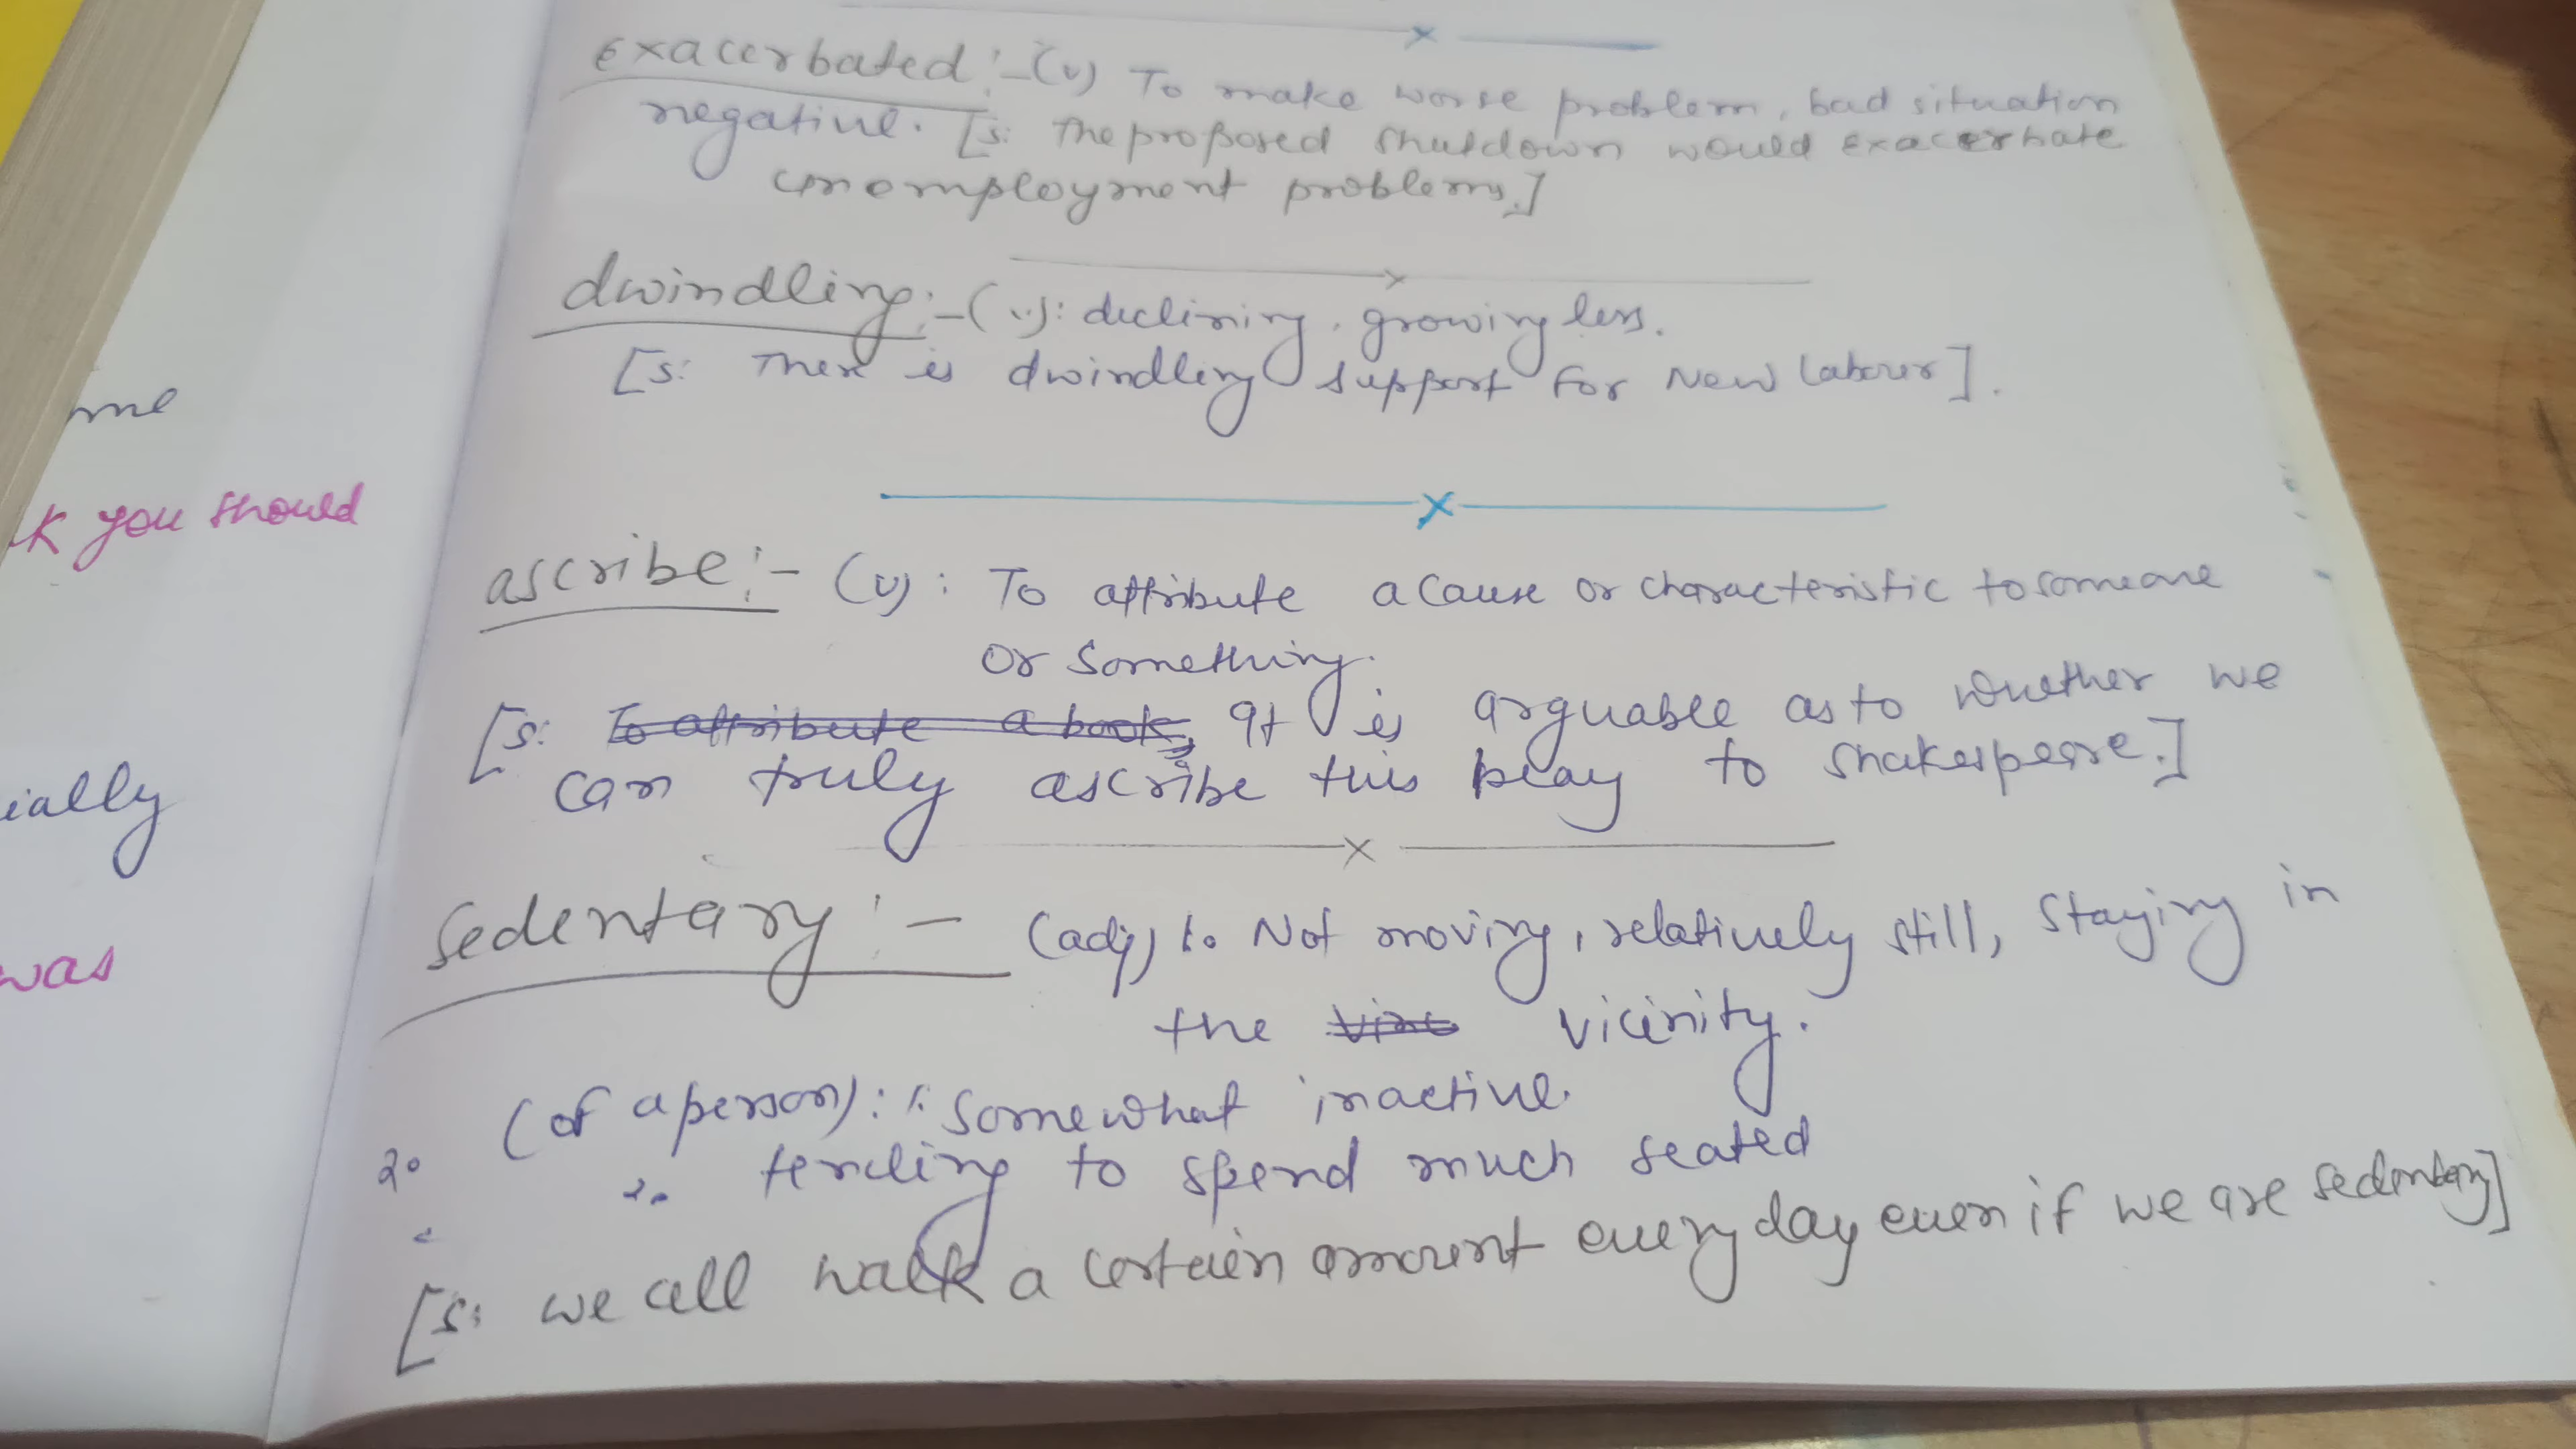 me
k you should
ially
was
exacerbated :- (v) To make worse problem, bad situation
negative. [s: The proposed shutdown would exacerbate
unemployment problems.]
dwindling :- (v): declining, growing less.
[s: There is dwindling support for New Labour].
ascribe :- (v) : To attribute a cause or characteristic to someone
or something.
[s: To attribute a book, It is arguable as to whether we
can truly ascribe this play to Shakespeare.]
Sedentary :- (adj) 1. Not moving, relatively still, staying in
the vicinity.
(of a person) : 1. Somewhat inactive.
2. 2. tending to spend much seated
[s: we all walk a certain amount every day even if we are sedentary]